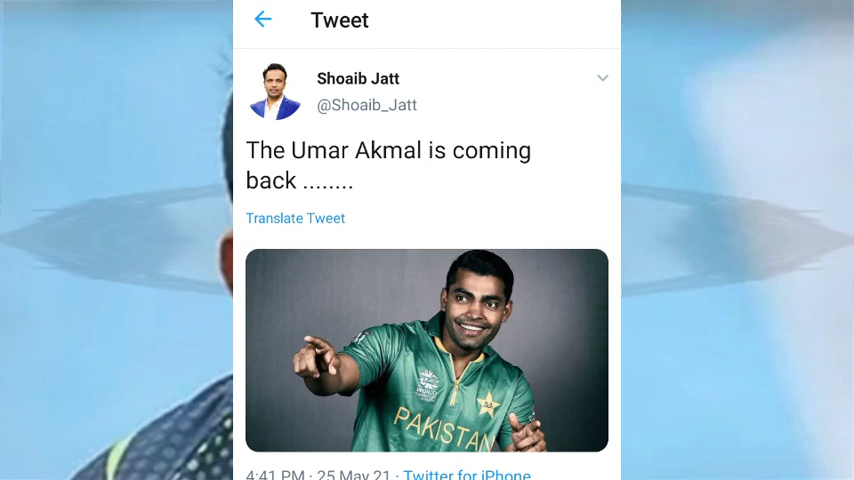 Tweet
Shoaib Jatt
@Shoaib_Jatt
The Umar Akmal is coming
back ........
Translate Tweet
WORLD
PAKISTAN
4:41 PM · 25 May 21 · Twitter for iPhone